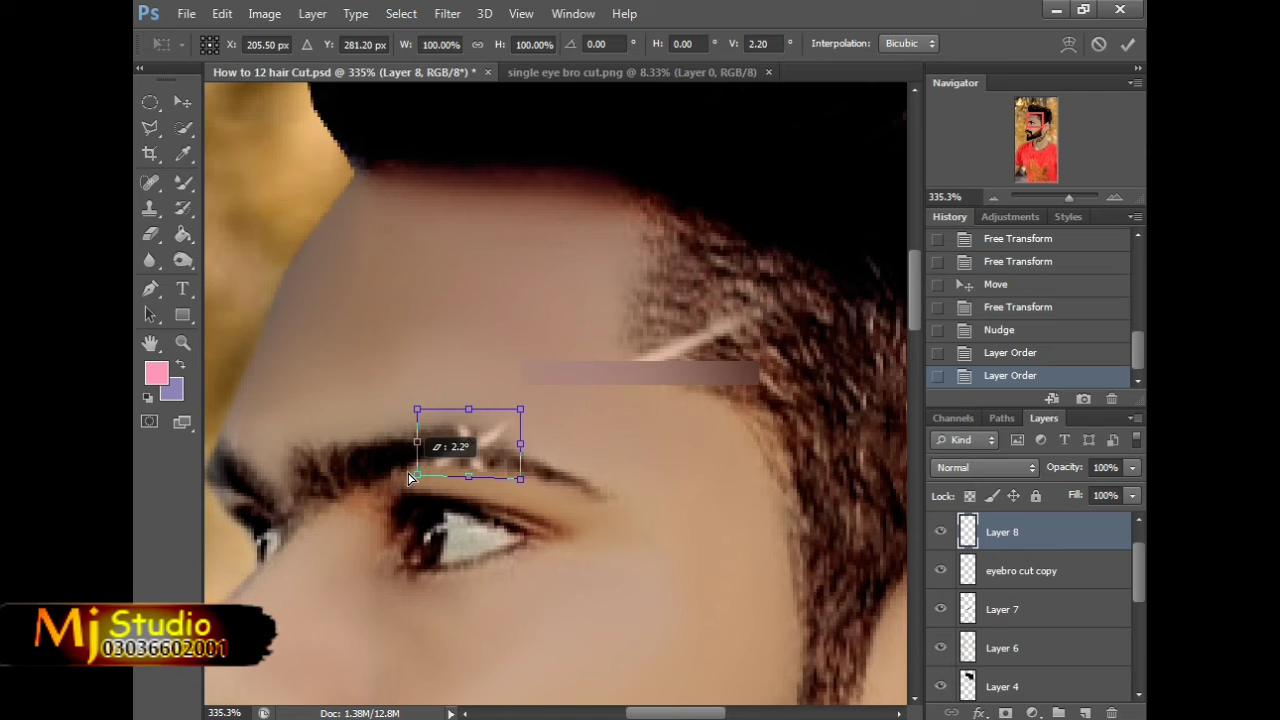 Ps File Edit Image Layer Type Select Filter 3D View Window Help
X: 205.50 px Y: 281.20 px W: 100.00% H: 100.00% 0.00 ° H: 0.00 ° V: 2.20 ° Interpolation: Bicubic
How to 12 hair Cut.psd @ 335% (Layer 8, RGB/8*) * × single eye bro cut.png @ 8.33% (Layer 0, RGB/8) ×
Navigator
335.3%
History Adjustments Styles
Free Transform
Free Transform
Move
Free Transform
Nudge
Layer Order
Layer Order
Channels Paths Layers
Kind
Normal Opacity: 100%
Lock: Fill: 100%
Layer 8
eyebro cut copy
Layer 7
Layer 6
Layer 4
: 2.2°
Mj Studio
03036602001
335.3% Doc: 1.38M/12.8M